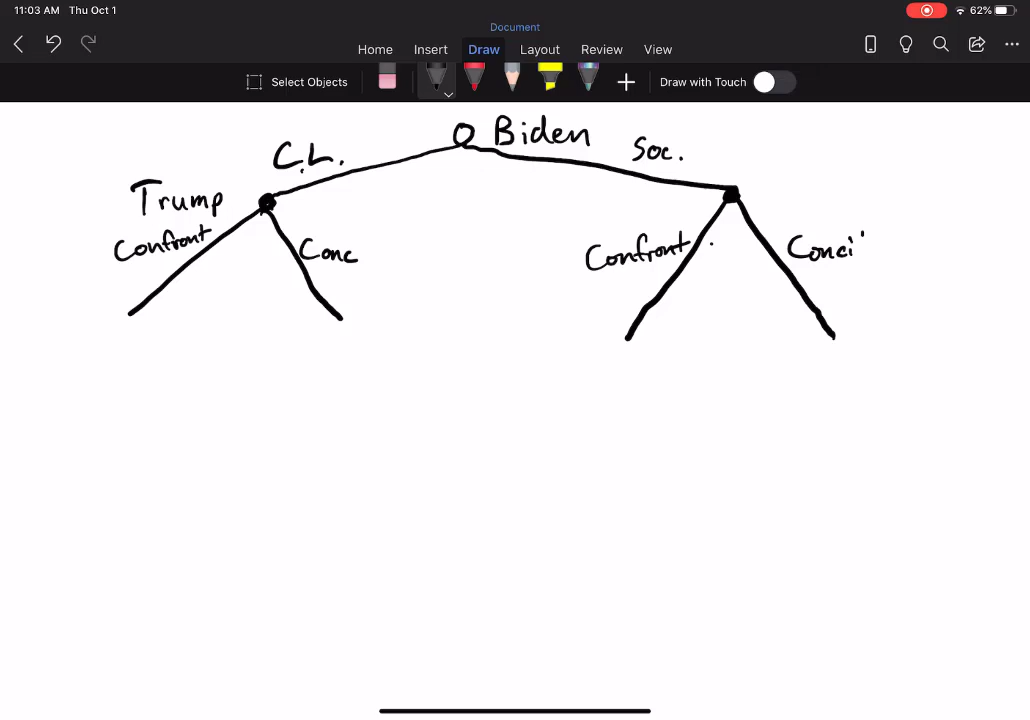 11:03 AM Thu Oct 1
62%
Document
Home Insert Draw Layout Review View
Select Objects
Draw with Touch
Biden
C.L.
Soc.
Trump
Confront
Conc
Confront
Conci'